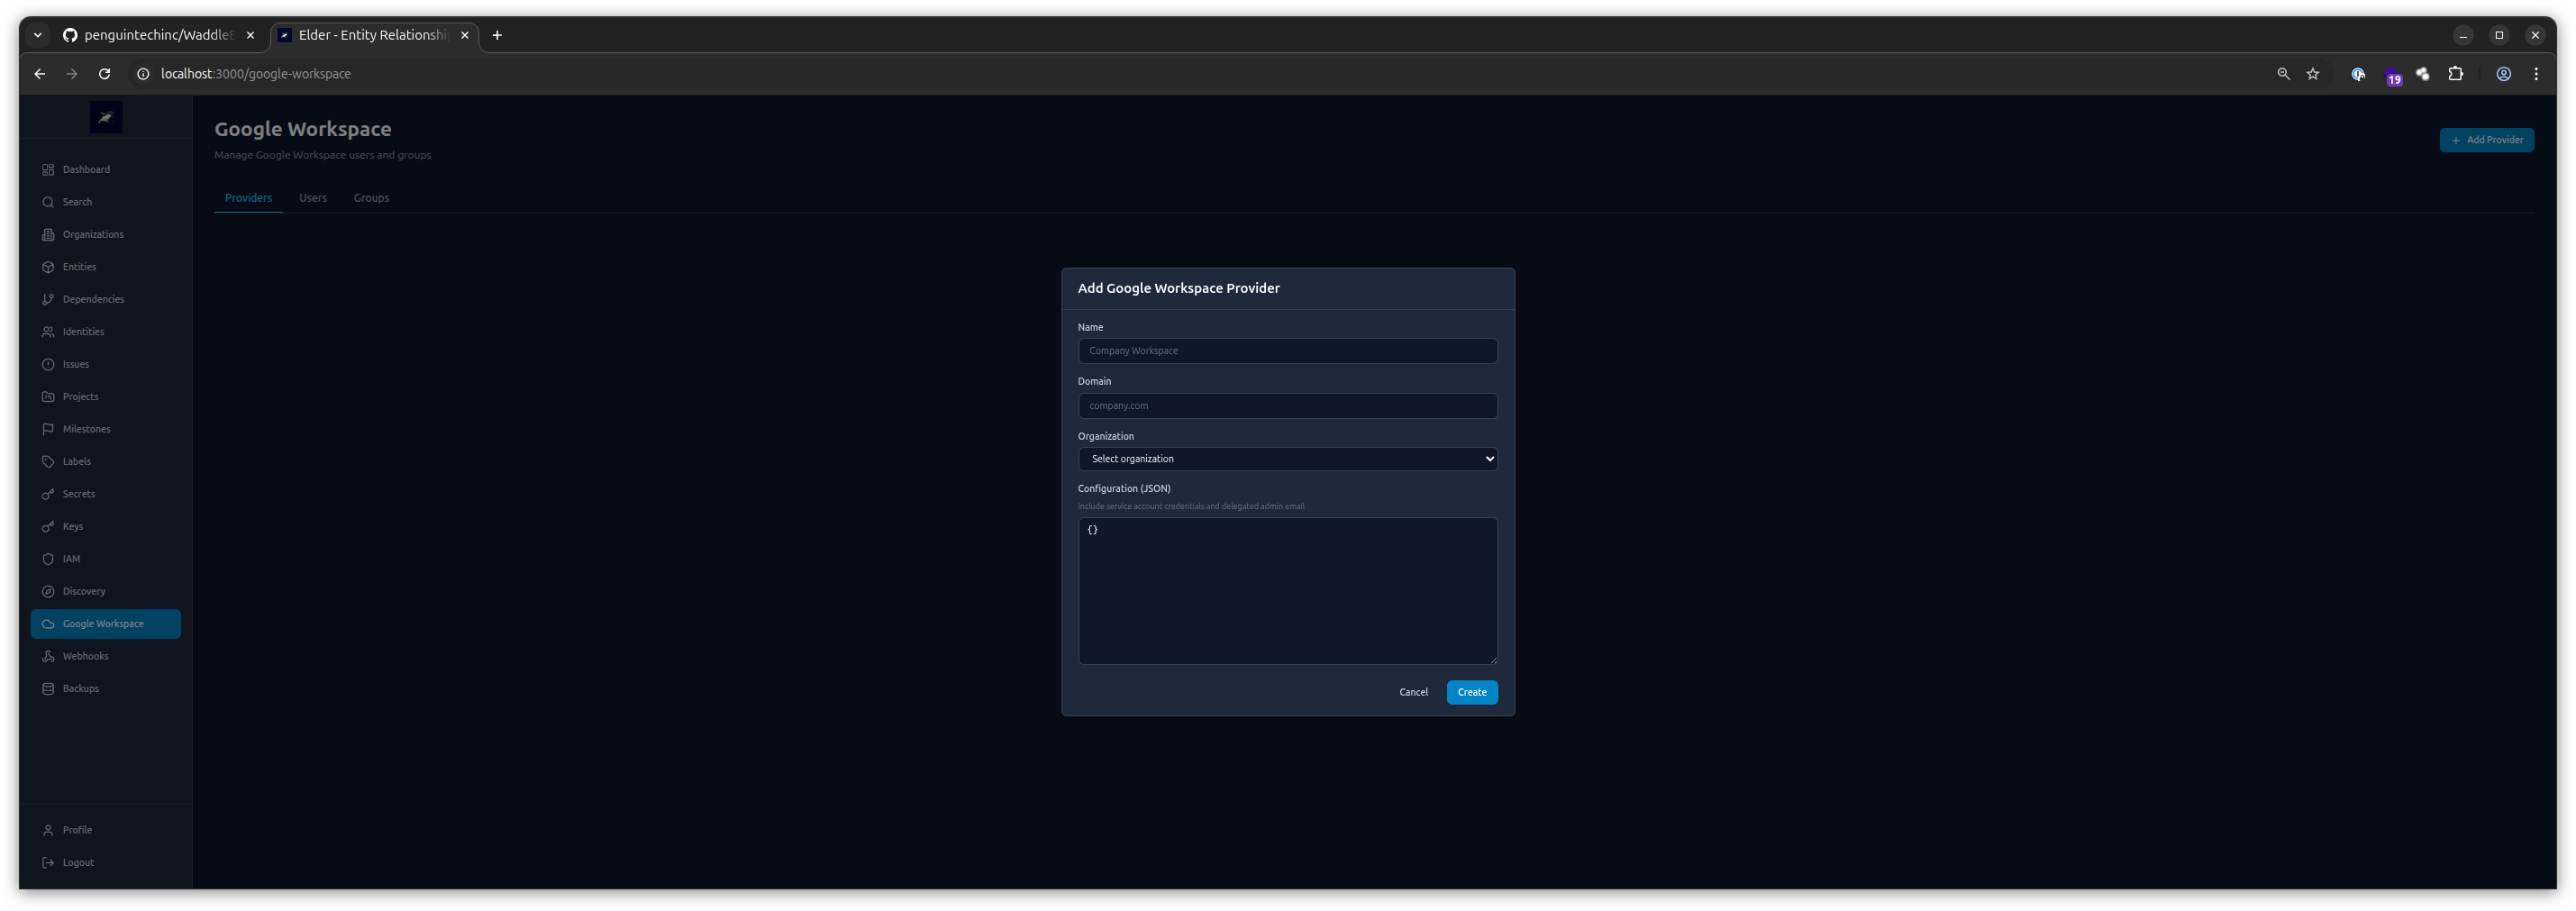 penguintechinc/WaddleB
Elder - Entity Relationshi
localhost:3000/google-workspace
19
Google Workspace
Manage Google Workspace users and groups
Add Provider
Providers
Users
Groups
Dashboard
Search
Organizations
Entities
Dependencies
Identities
Issues
Projects
Milestones
Labels
Secrets
Keys
IAM
Discovery
Google Workspace
Webhooks
Backups
Profile
Logout
Add Google Workspace Provider
Name
Company Workspace
Domain
company.com
Organization
Select organization
Configuration (JSON)
Include service account credentials and delegated admin email
{}
Cancel
Create